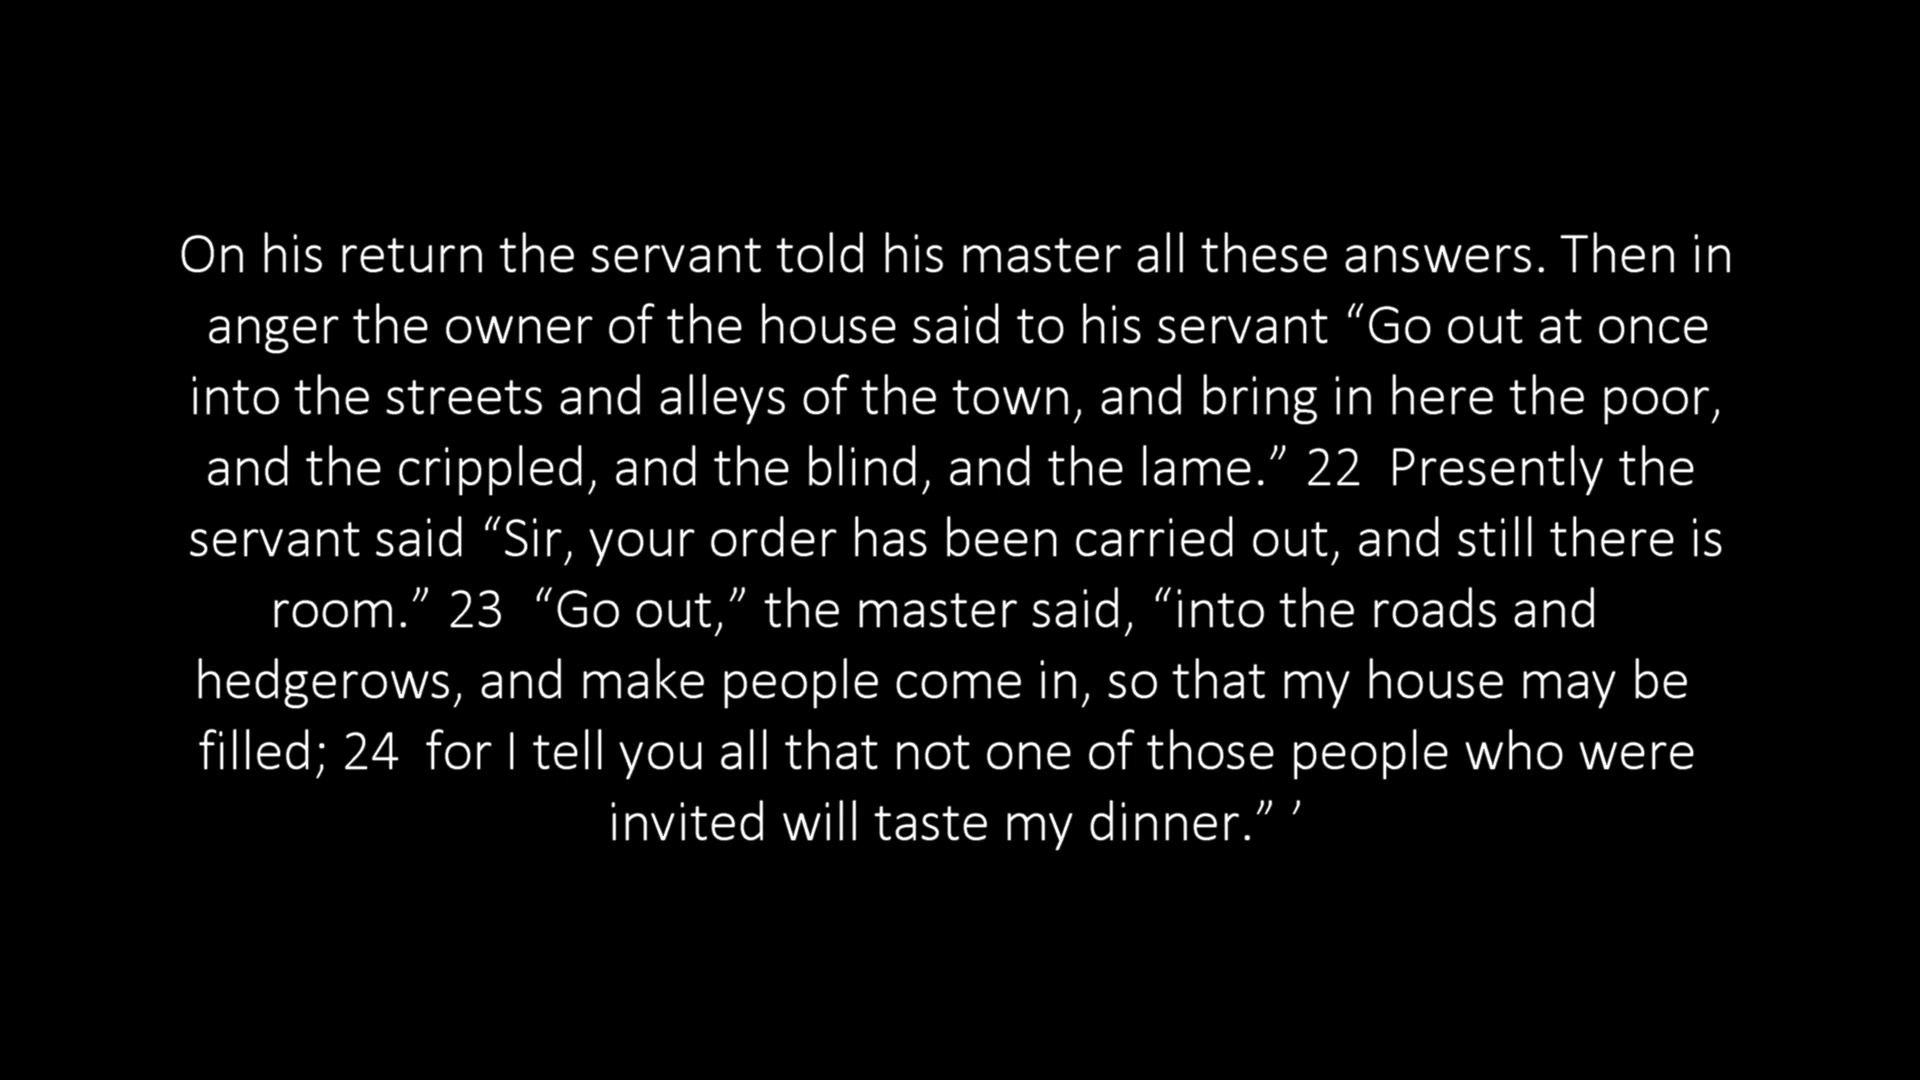 On his return the servant told his master all these answers. Then in
anger the owner of the house said to his servant “Go out at once
into the streets and alleys of the town, and bring in here the poor,
and the crippled, and the blind, and the lame.” 22  Presently the
servant said “Sir, your order has been carried out, and still there is
room.” 23  “Go out,” the master said, “into the roads and
hedgerows, and make people come in, so that my house may be
filled; 24  for I tell you all that not one of those people who were
invited will taste my dinner.” ’